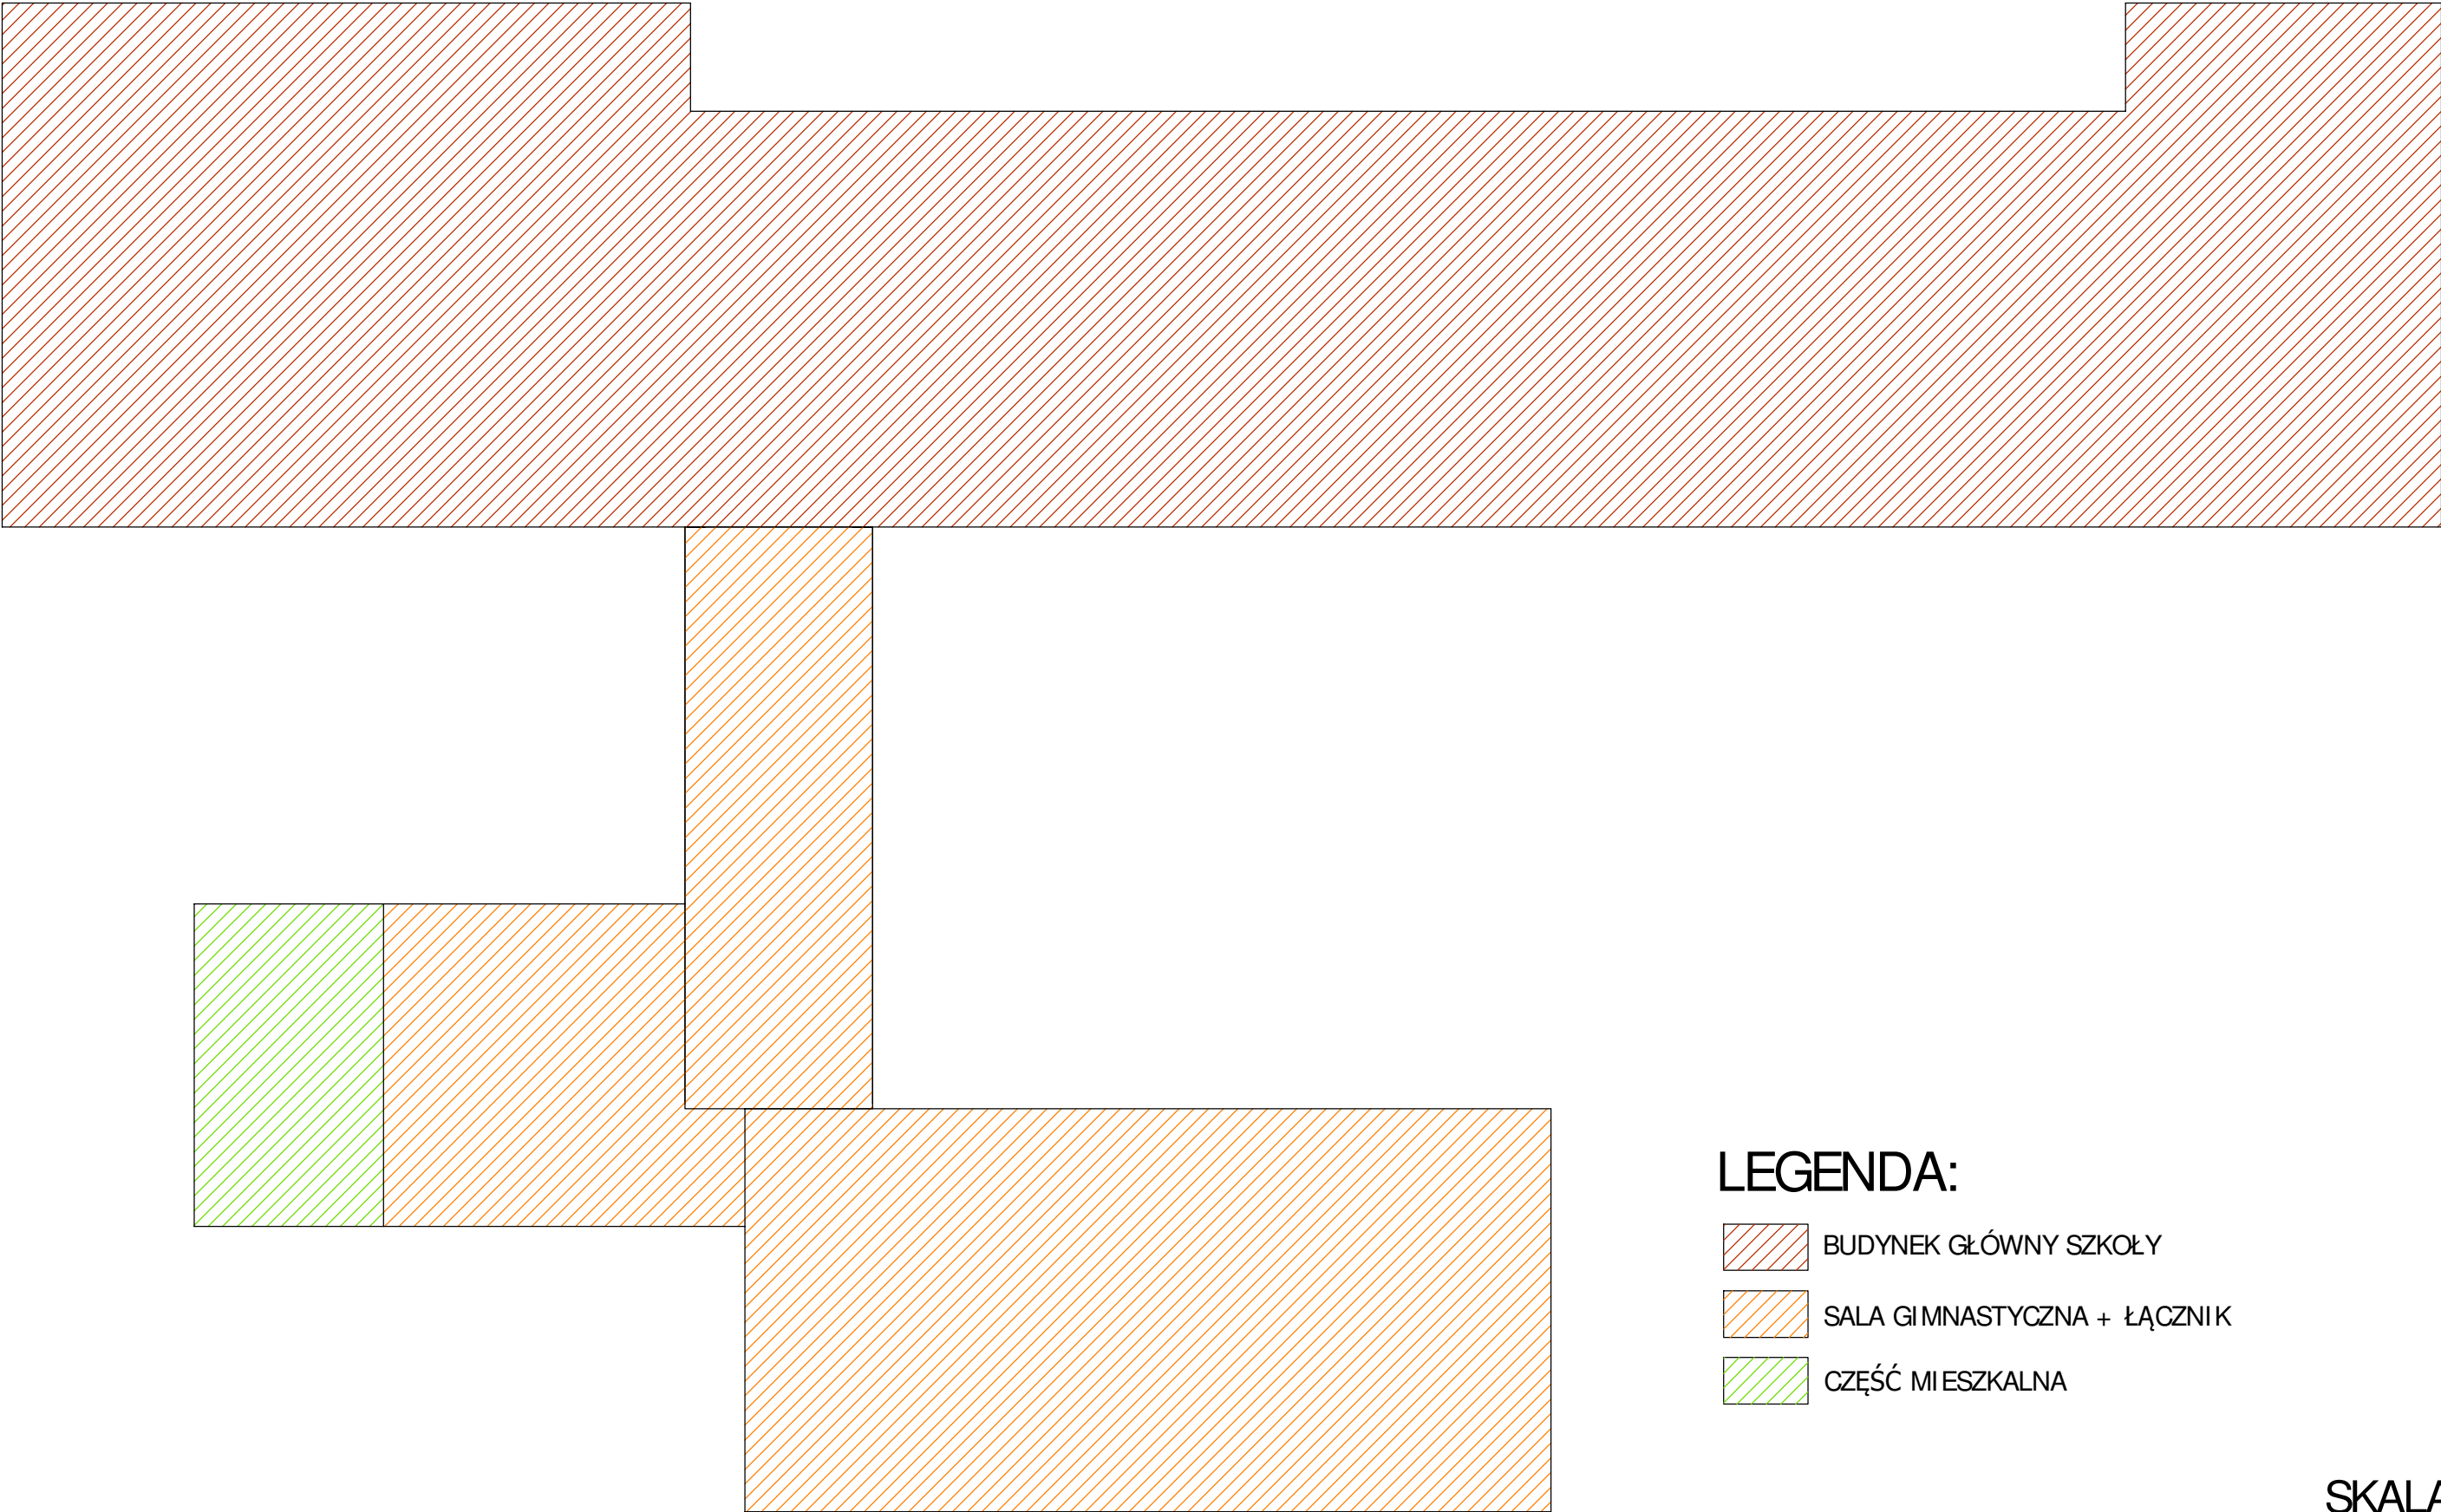 LEGENDA:
BUDYNEK GŁÓWNY SZKOŁY
SALA GIMNASTYCZNA + ŁĄCZNIK
CZĘŚĆ MIESZKALNA
SKALA